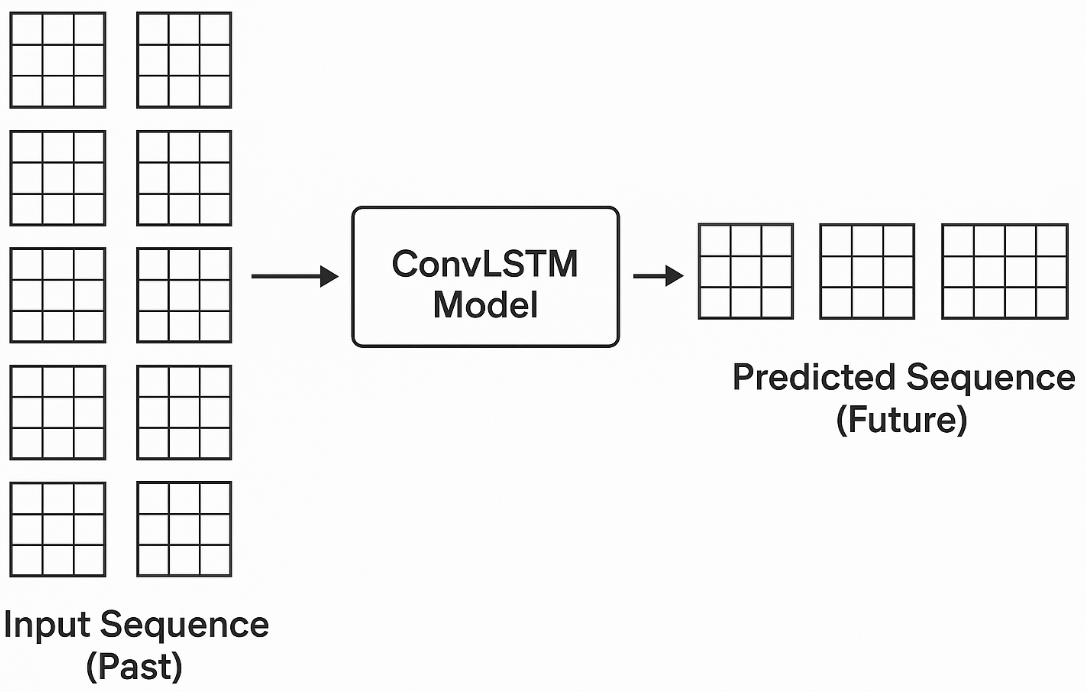 ConvLSTM
Model
Predicted Sequence
(Future)
Input Sequence
(Past)